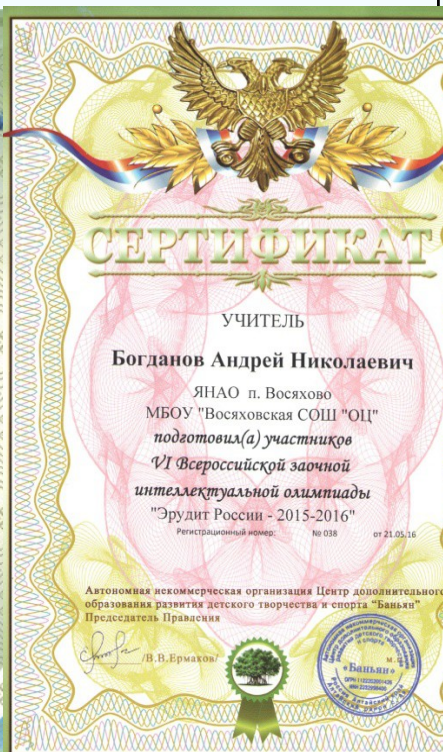 СЕРТИФИКАТ
УЧИТЕЛЬ
Богданов Андрей Николаевич
ЯНАО п. Восяхово
МБОУ "Восяховская СОШ "ОЦ"
подготовил(а) участников
VI Всероссийской заочной
интеллектуальной олимпиады
"Эрудит России - 2015-2016"
Регистрационный номер: № 038 от 21.05.16
Автономная некоммерческая организация Центр дополнительного
образования развития детского творчества и спорта "Баньян"
Председатель Правления
/В.В.Ермаков/
М.
«Баньян»